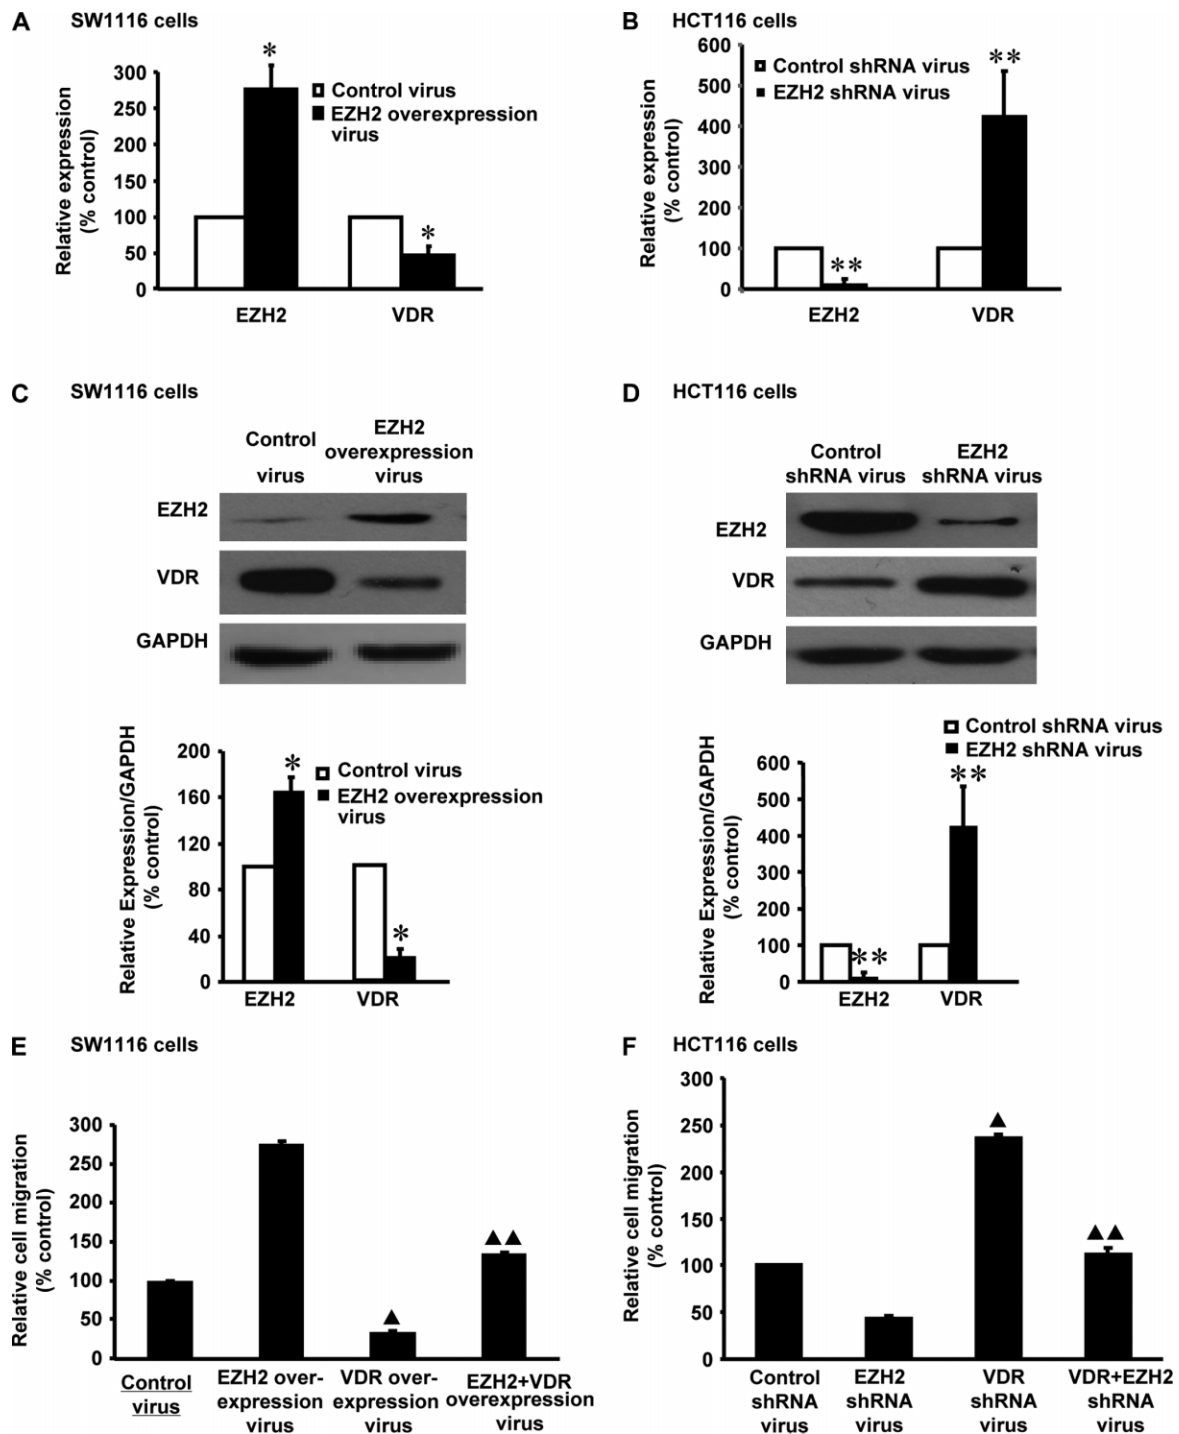 A SW1116 cells
Relative expression
(% control)
300
250
200
150
100
50
0
*
*
Control virus
EZH2 overexpression
virus
EZH2 VDR
B HCT116 cells
Relative expression
(% control)
600
500
400
300
200
100
0
Control shRNA virus
EZH2 shRNA virus
**
**
EZH2 VDR
C SW1116 cells
Control
virus
EZH2
overexpression
virus
EZH2
VDR
GAPDH
Relative Expression/GAPDH
(% control)
200
160
120
80
40
0
*
*
Control virus
EZH2 overexpression
virus
EZH2 VDR
D HCT116 cells
Control
shRNA virus
EZH2
shRNA virus
EZH2
VDR
GAPDH
Control shRNA virus
EZH2 shRNA virus
Relative Expression/GAPDH
(% control)
600
500
400
300
200
100
0
**
**
EZH2 VDR
E SW1116 cells
Relative cell migration
(% control)
300
250
200
150
100
50
0
Control
virus
EZH2 over-
expression
virus
VDR over-
expression
virus
EZH2+VDR
overexpression
virus
F HCT116 cells
Relative cell migration
(% control)
300
250
200
150
100
50
0
Control
shRNA
virus
EZH2
shRNA
virus
VDR
shRNA
virus
VDR+EZH2
shRNA
virus